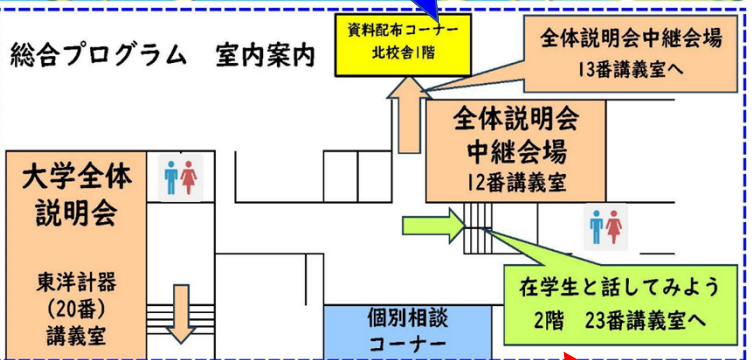 総合プログラム　室内案内
資料配布コーナー
北校舎1階
全体説明会中継会場
13番講義室へ
全体説明会
中継会場
12番講義室
大学全体
説明会
東洋計器
(20番)
講義室
在学生と話してみよう
2階　23番講義室へ
個別相談
コーナー